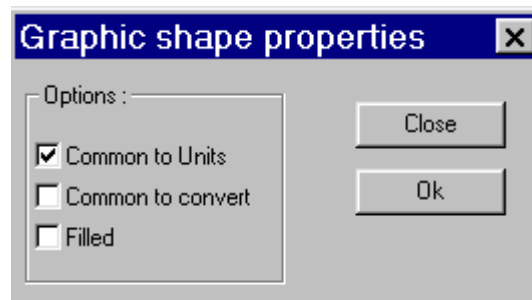 Graphic shape properties
Options :
Common to Units
Common to convert
Filled
Close
Ok